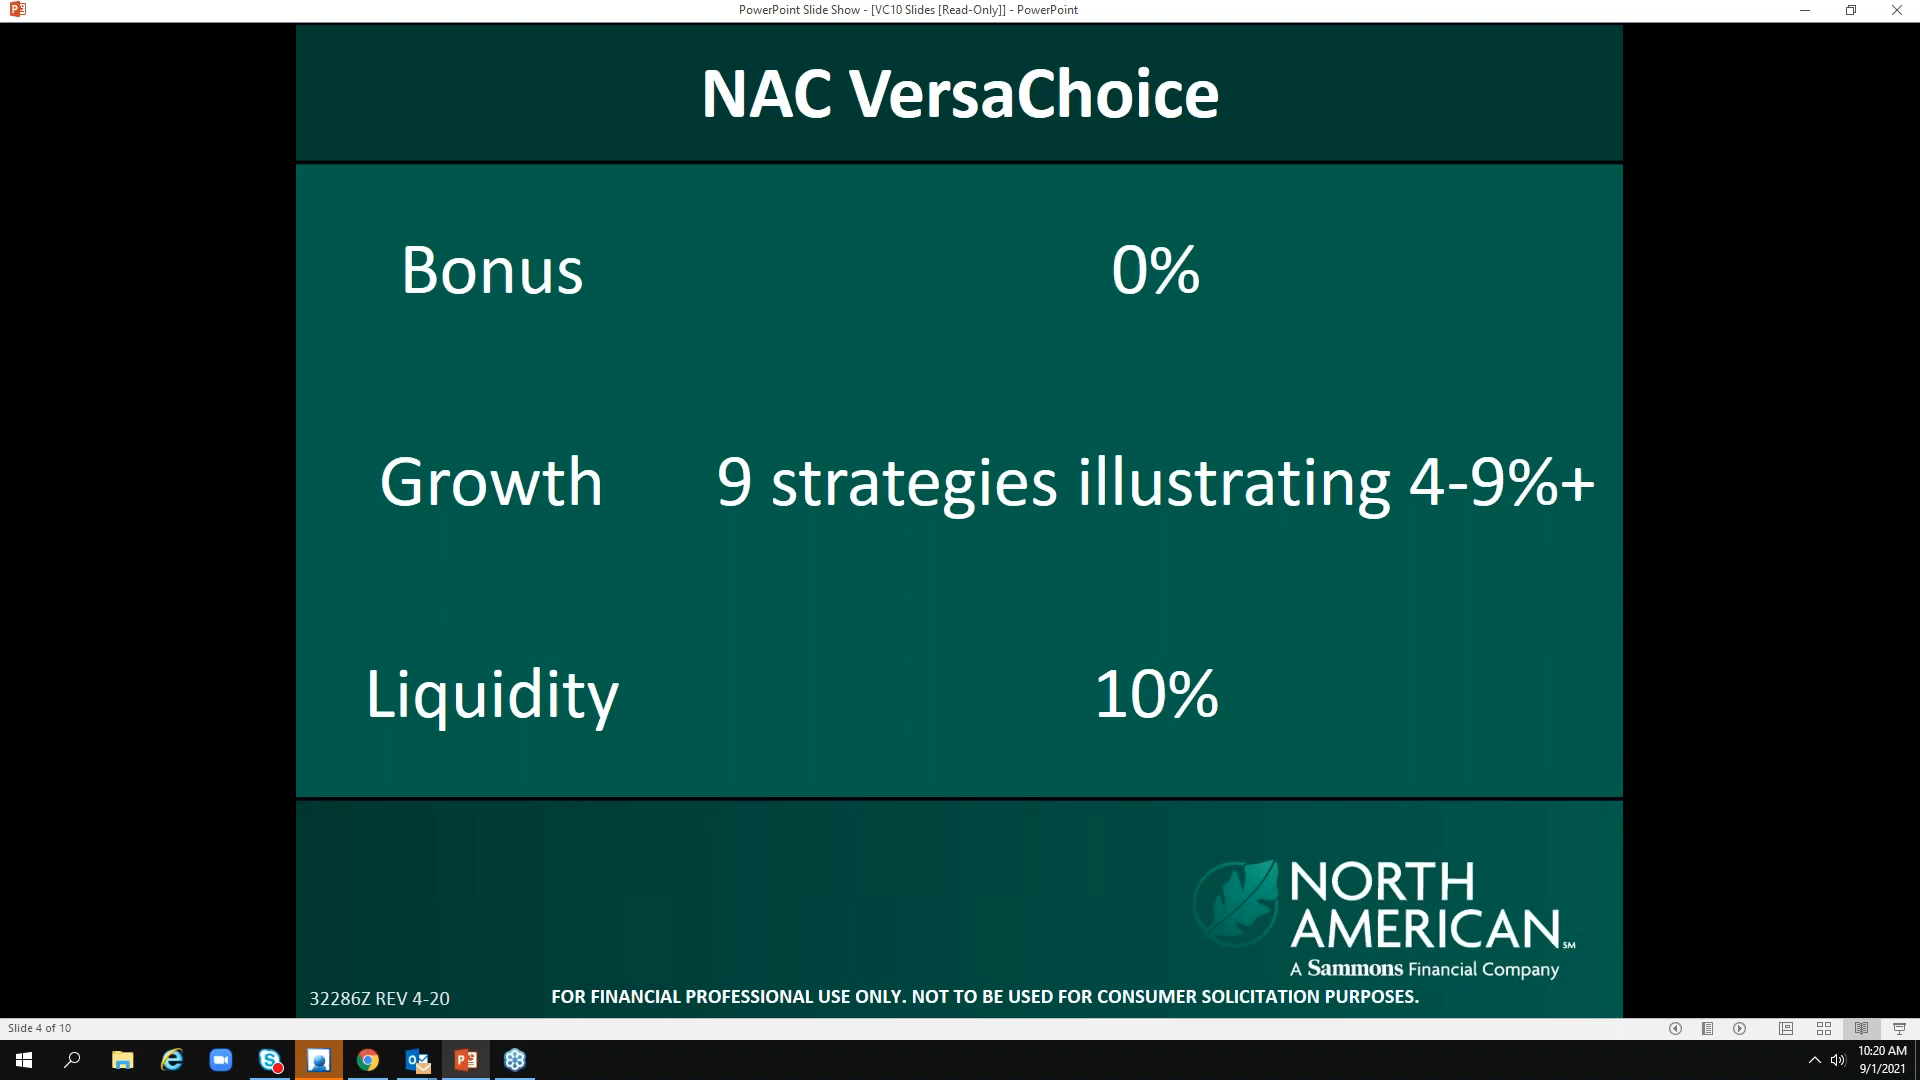 PowerPoint Slide Show - [VC10 Slides [Read-Only]] - PowerPoint
NAC VersaChoice
Bonus 0%
Growth 9 strategies illustrating 4-9%+
Liquidity 10%
NORTH
AMERICAN℠
A Sammons Financial Company
32286Z REV 4-20 FOR FINANCIAL PROFESSIONAL USE ONLY. NOT TO BE USED FOR CONSUMER SOLICITATION PURPOSES.
Slide 4 of 10
10:20 AM
9/1/2021